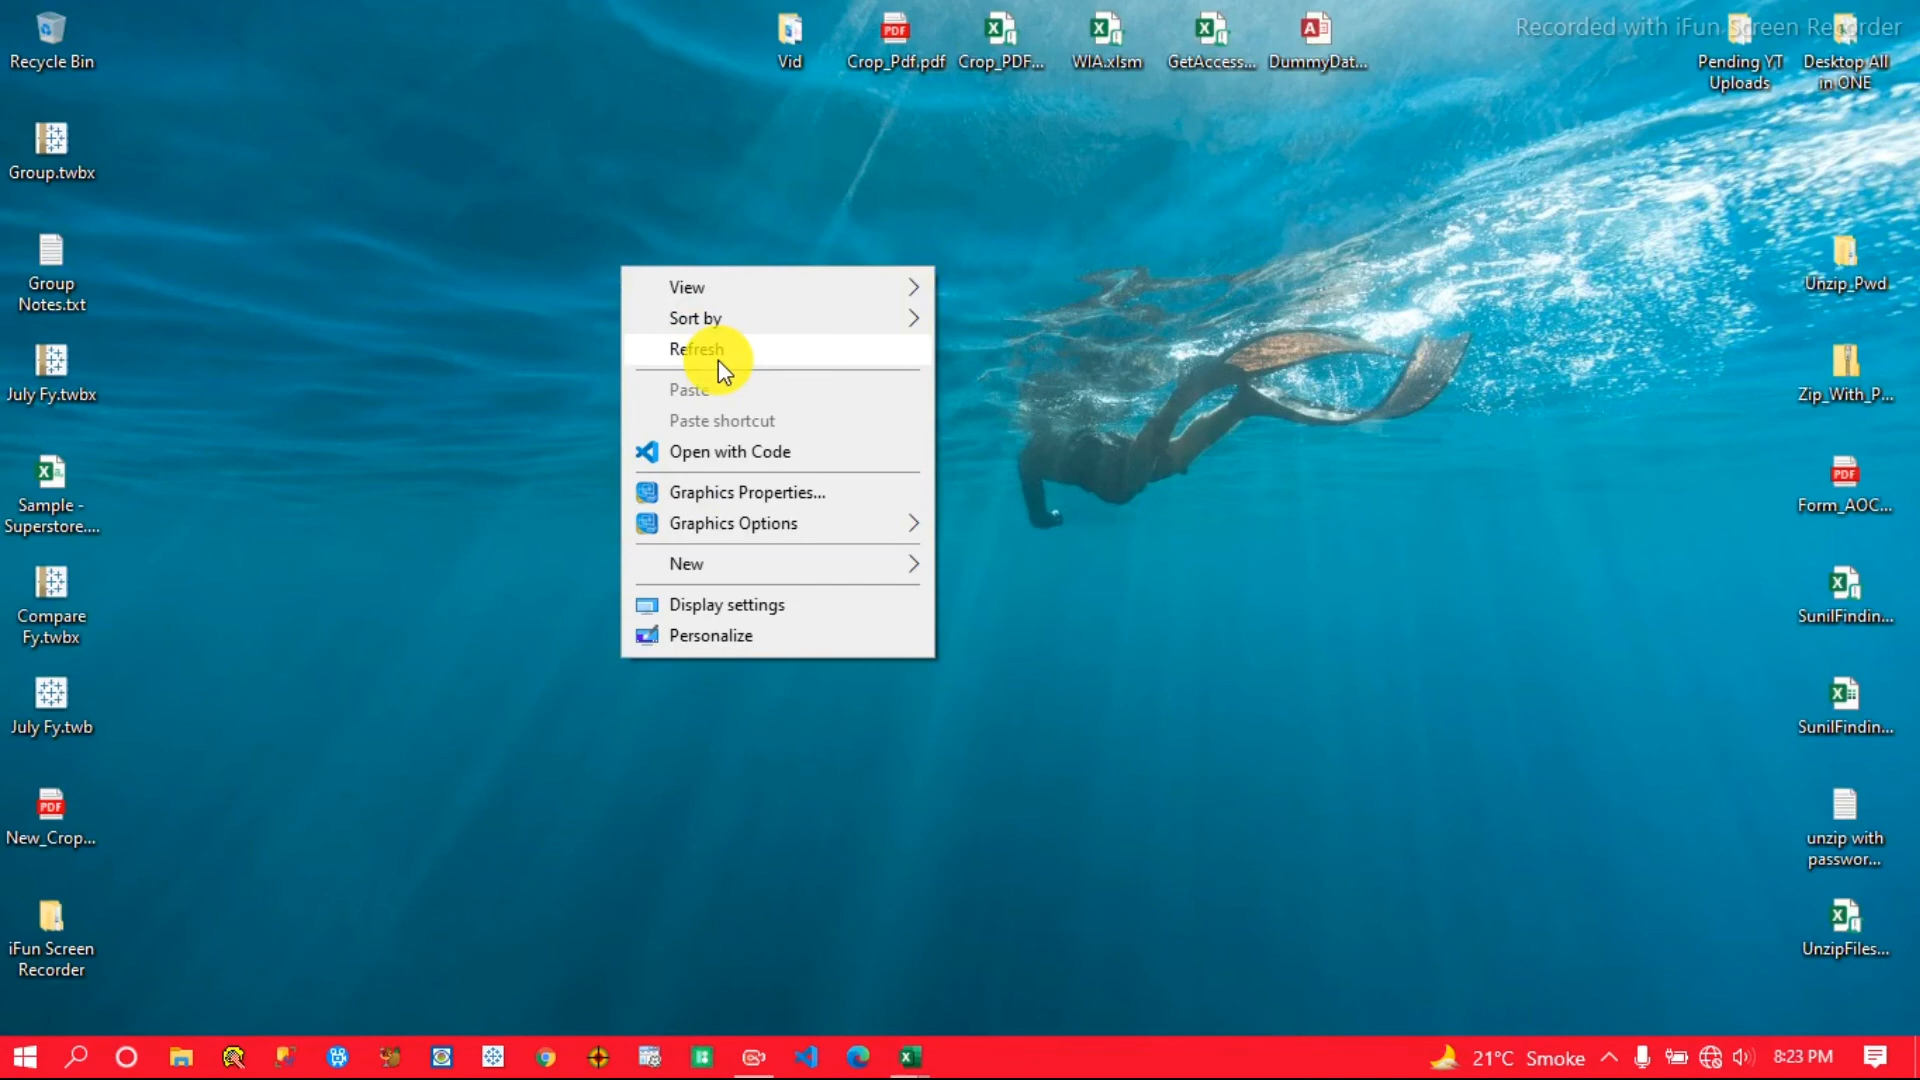 Recorded with iFun Screen Recorder
Recycle Bin
Vid
Crop_Pdf.pdf
Crop_PDF...
WIA.xlsm
GetAccess...
DummyDat...
Pending YT
Uploads
Desktop All
in ONE
Group.twbx
Group
Notes.txt
July Fy.twbx
Sample -
Superstore....
Compare
Fy.twbx
July Fy.twb
New_Crop...
iFun Screen
Recorder
View
Sort by
Refresh
Paste
Paste shortcut
Open with Code
Graphics Properties...
Graphics Options
New
Display settings
Personalize
Unzip_Pwd
Zip_With_P...
Form_AOC...
SunilFindin...
SunilFindin...
unzip with
passwor...
UnzipFiles...
21°C Smoke
8:23 PM